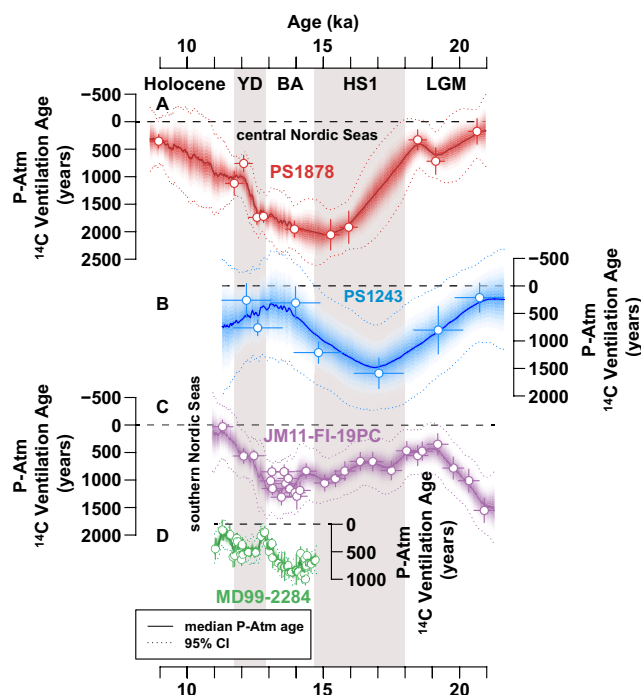 Age (ka)
10 15 20
Holocene YD BA HS1 LGM
A
−500
0
500
1000
1500
2000
2500
P-Atm
¹⁴C Ventilation Age
(years)
central Nordic Seas
PS1878
B
PS1243
−500
0
500
1000
1500
2000
P-Atm
¹⁴C Ventilation Age
(years)
C
−500
0
500
1000
1500
2000
P-Atm
¹⁴C Ventilation Age
(years)
southern Nordic Seas
JM11-FI-19PC
D
0
500
1000
P-Atm
¹⁴C Ventilation Age
(years)
MD99-2284
median P-Atm age
95% CI
10 15 20